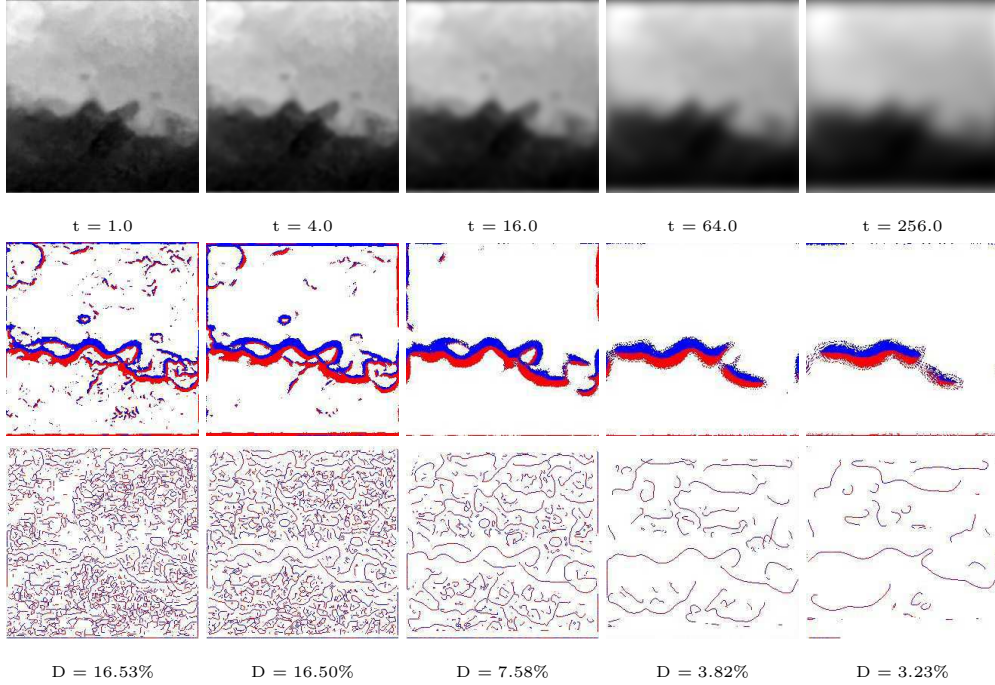 t = 1.0 t = 4.0 t = 16.0 t = 64.0 t = 256.0
D = 16.53% D = 16.50% D = 7.58% D = 3.82% D = 3.23%